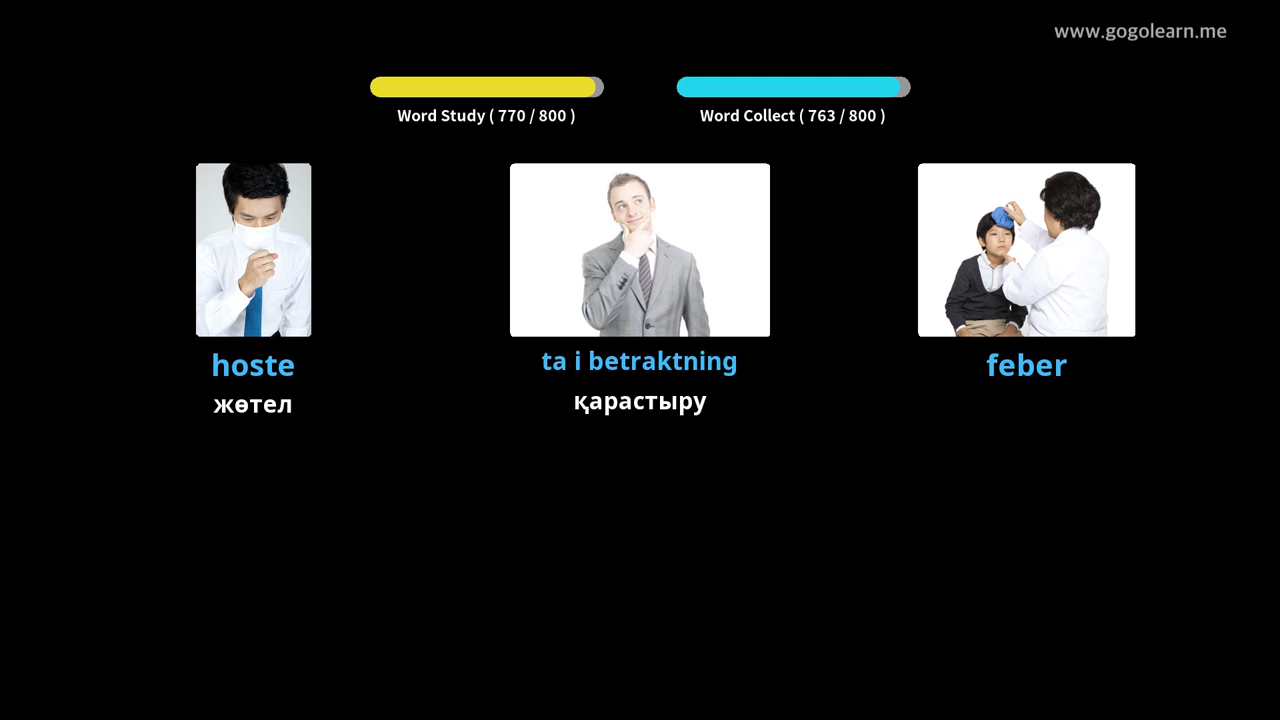 www.gogolearn.me
Word Study ( 770 / 800 )
Word Collect ( 763 / 800 )
hoste
жөтел
ta i betraktning
қарастыру
feber